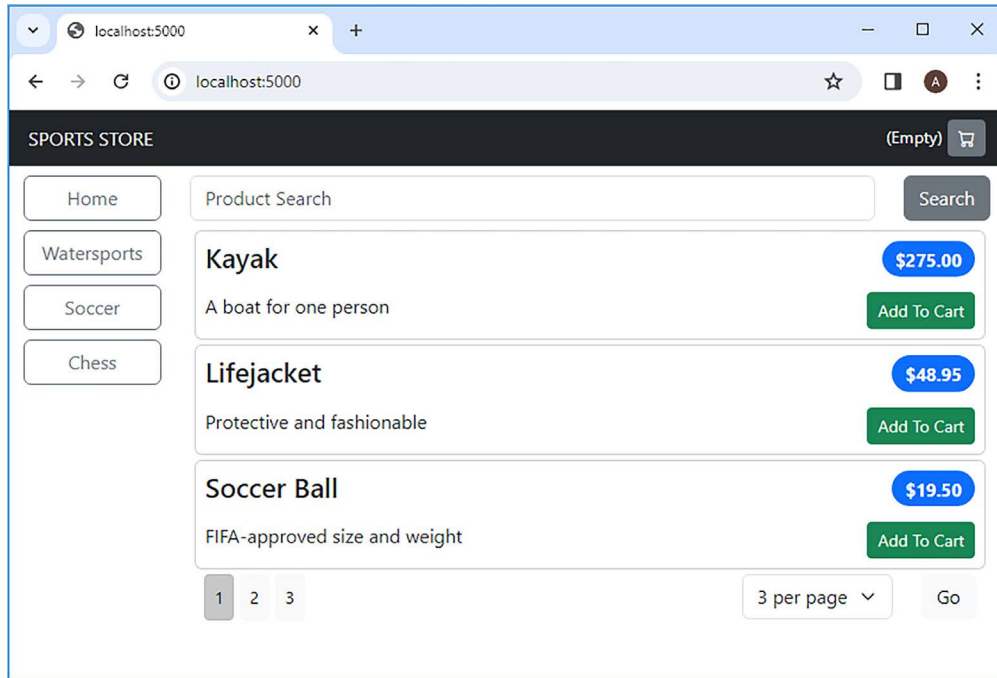 localhost:5000
localhost:5000
A
SPORTS STORE (Empty)
Home Product Search Search
Watersports Kayak $275.00
Soccer A boat for one person Add To Cart
Chess Lifejacket $48.95
Protective and fashionable Add To Cart
Soccer Ball $19.50
FIFA-approved size and weight Add To Cart
1 2 3 3 per page Go